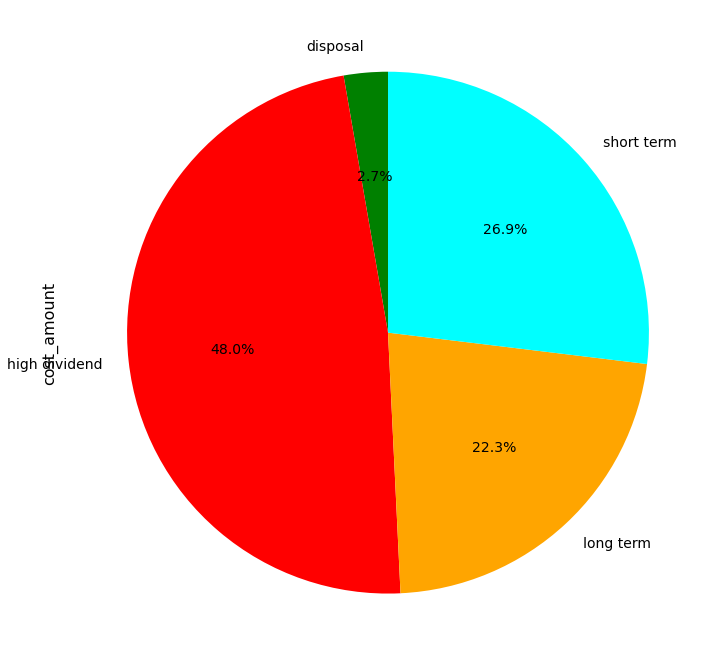 disposal
short term
2.7%
26.9%
cost_amount
48.0%
high dividend
22.3%
long term